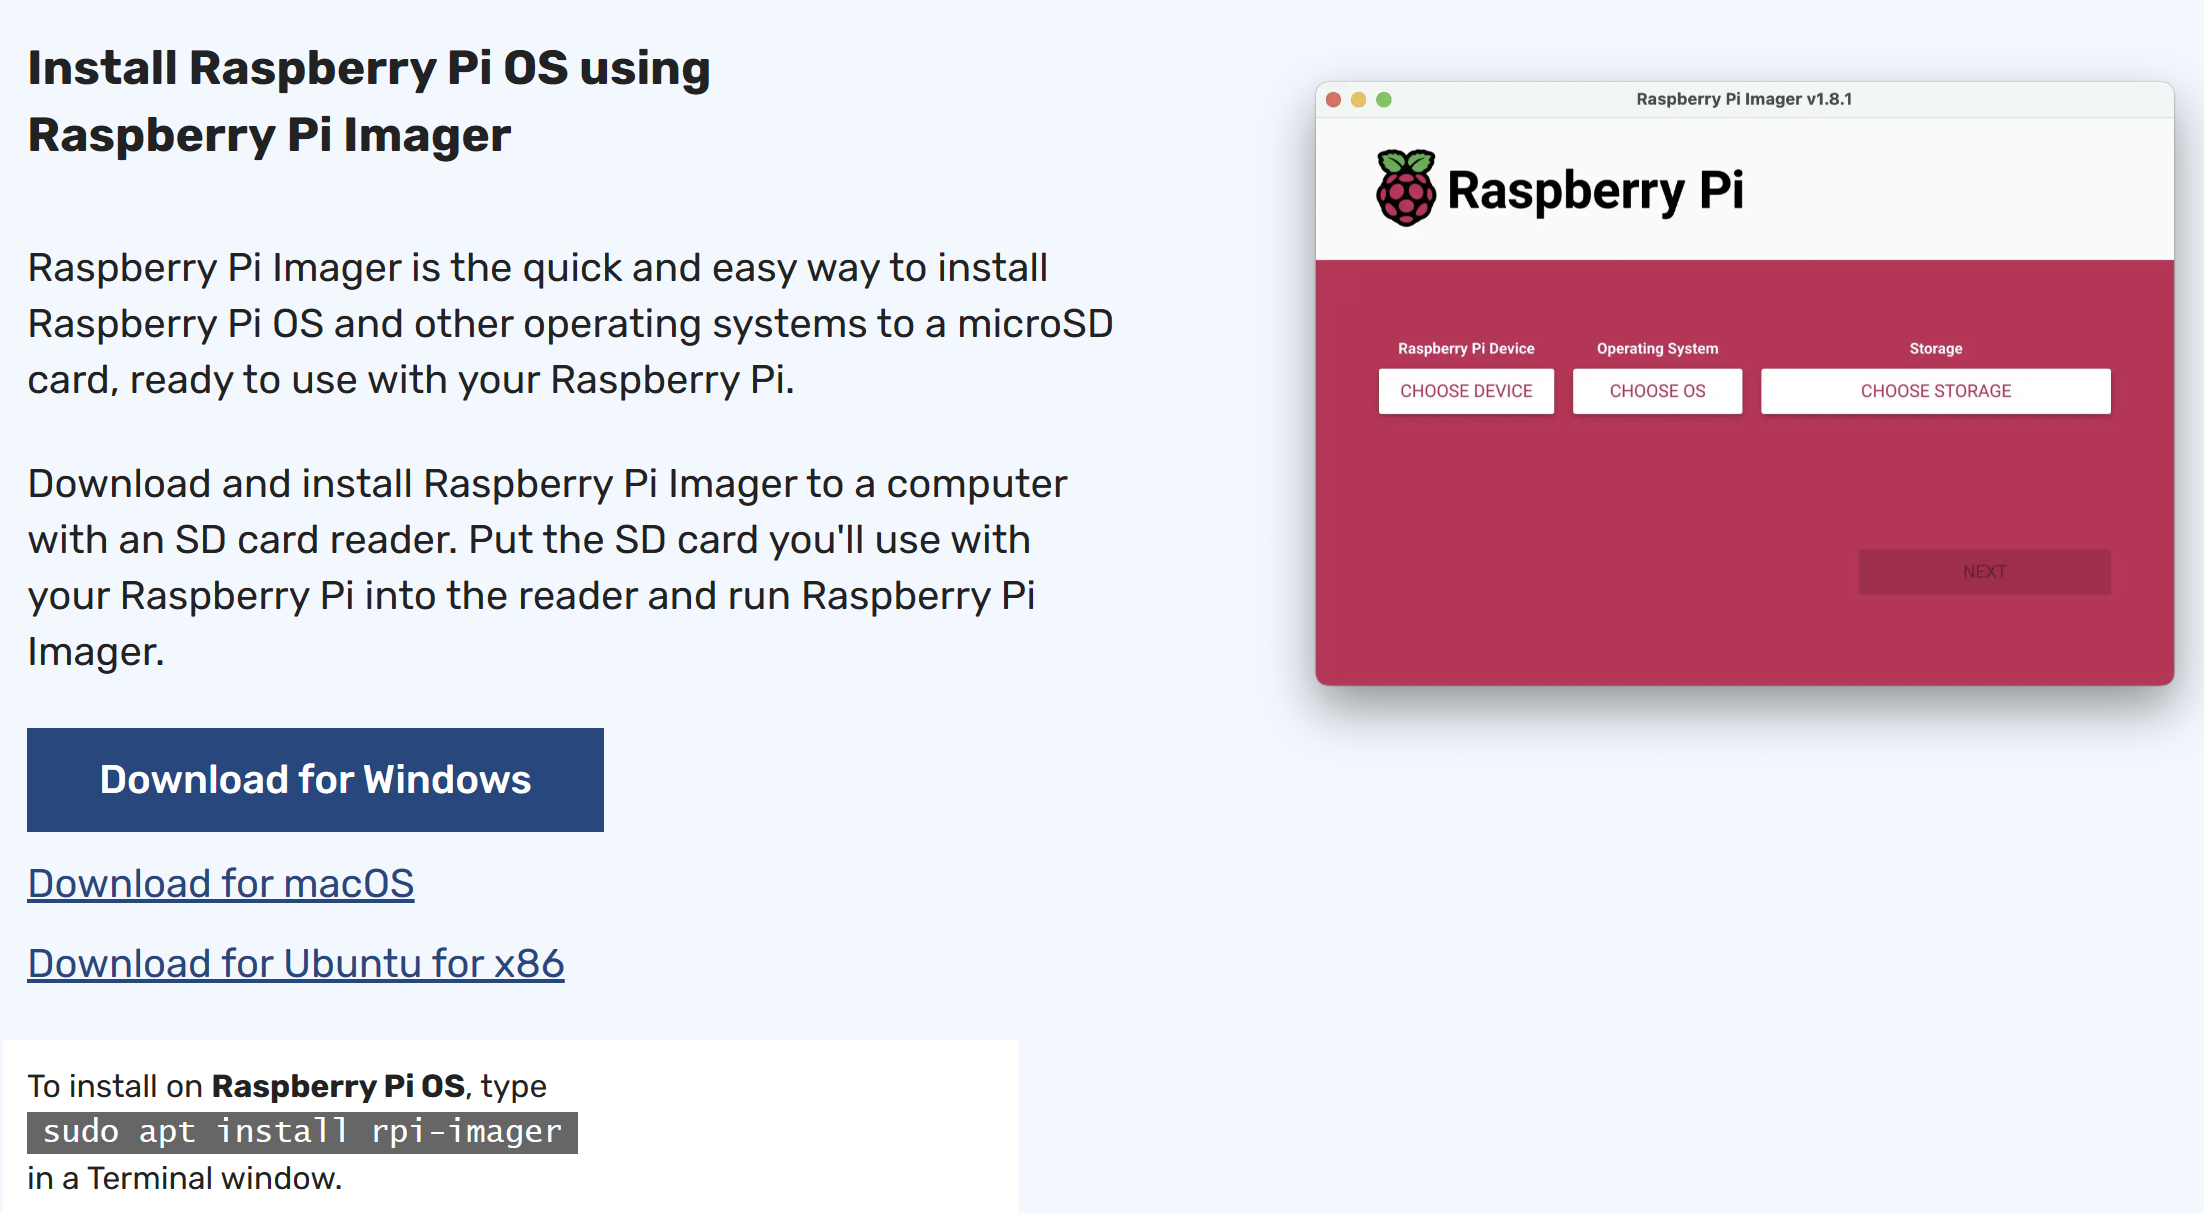 Install Raspberry Pi OS using
Raspberry Pi Imager
Raspberry Pi Imager is the quick and easy way to install
Raspberry Pi OS and other operating systems to a microSD
card, ready to use with your Raspberry Pi.
Download and install Raspberry Pi Imager to a computer
with an SD card reader. Put the SD card you'll use with
your Raspberry Pi into the reader and run Raspberry Pi
Imager.
Download for Windows
Download for macOS
Download for Ubuntu for x86
To install on Raspberry Pi OS, type
sudo apt install rpi-imager
in a Terminal window.
Raspberry Pi Imager v1.8.1
Raspberry Pi
Raspberry Pi Device Operating System Storage
CHOOSE DEVICE CHOOSE OS CHOOSE STORAGE
NEXT